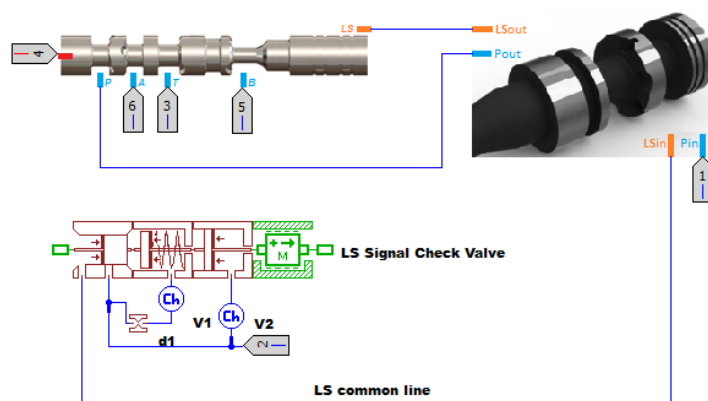 LS
LSout
4
Pout
P
A
T
B
6
3
5
LSin
Pin
1
LS Signal Check Valve
M
Ch
V1
Ch
V2
d1
2
LS common line